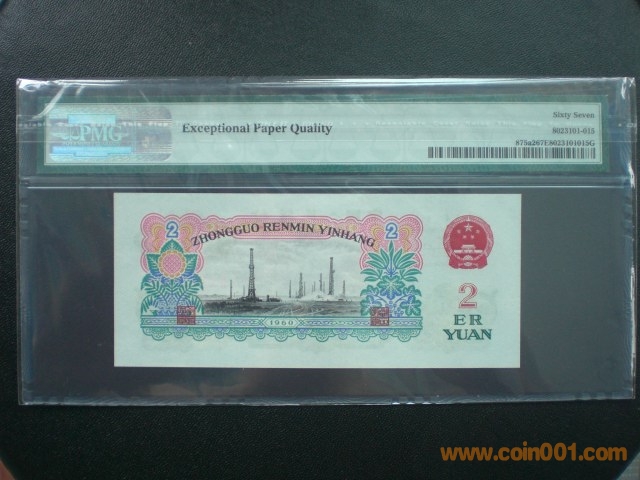 PMG
Exceptional Paper Quality
Sixty Seven
8023101-015
875a267E8023101015G
2 2
ZHONGGUO RENMIN YINHANG
1960
2
ER
YUAN
www.coin001.com